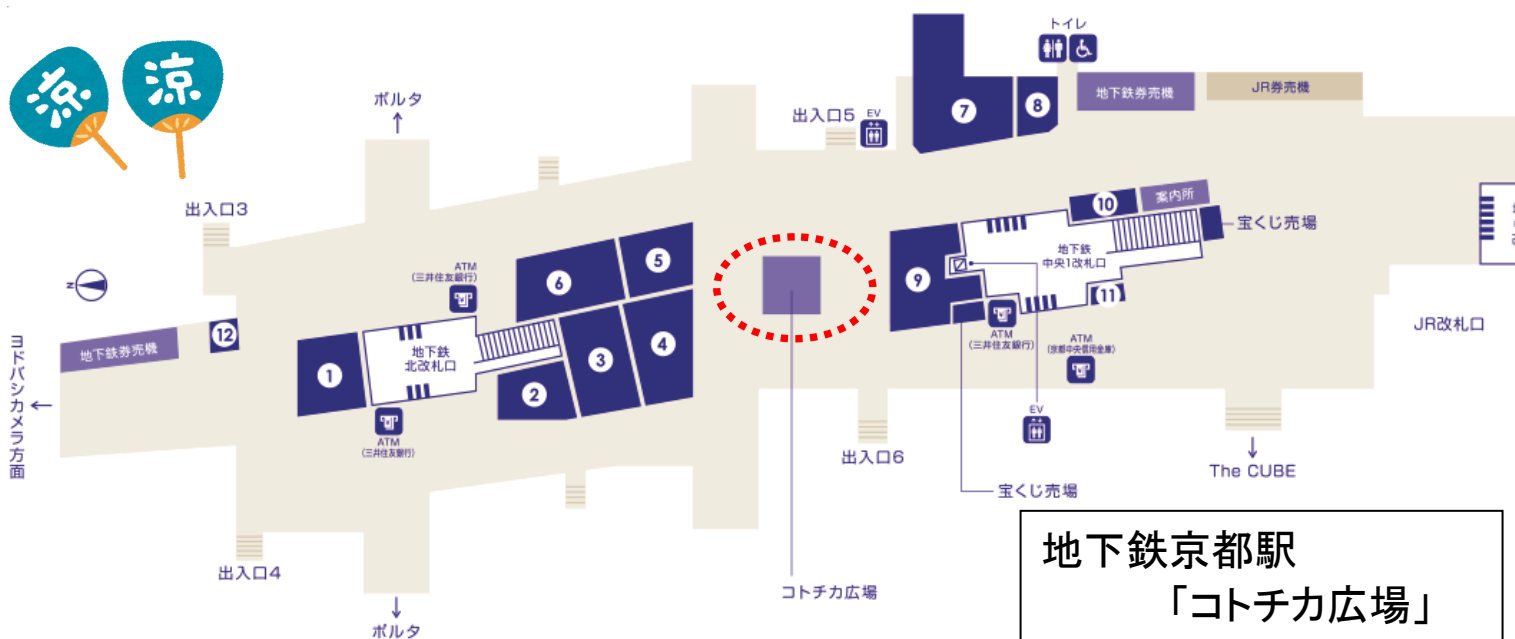 涼
涼
トイレ
ポルタ
出入口5
EV
7
8
地下鉄券売機
JR券売機
出入口3
10
案内所
宝くじ売場
ATM
(三井住友銀行)
6
5
9
地下鉄
中央1改札口
11
N
12
地下鉄券売機
ヨドバシカメラ方面
1
地下鉄
北改札口
2
3
4
ATM
(三井住友銀行)
ATM
(京都中央信用金庫)
JR改札口
ATM
(三井住友銀行)
EV
出入口6
The CUBE
宝くじ売場
出入口4
コトチカ広場
ポルタ
地下鉄京都駅
「コトチカ広場」